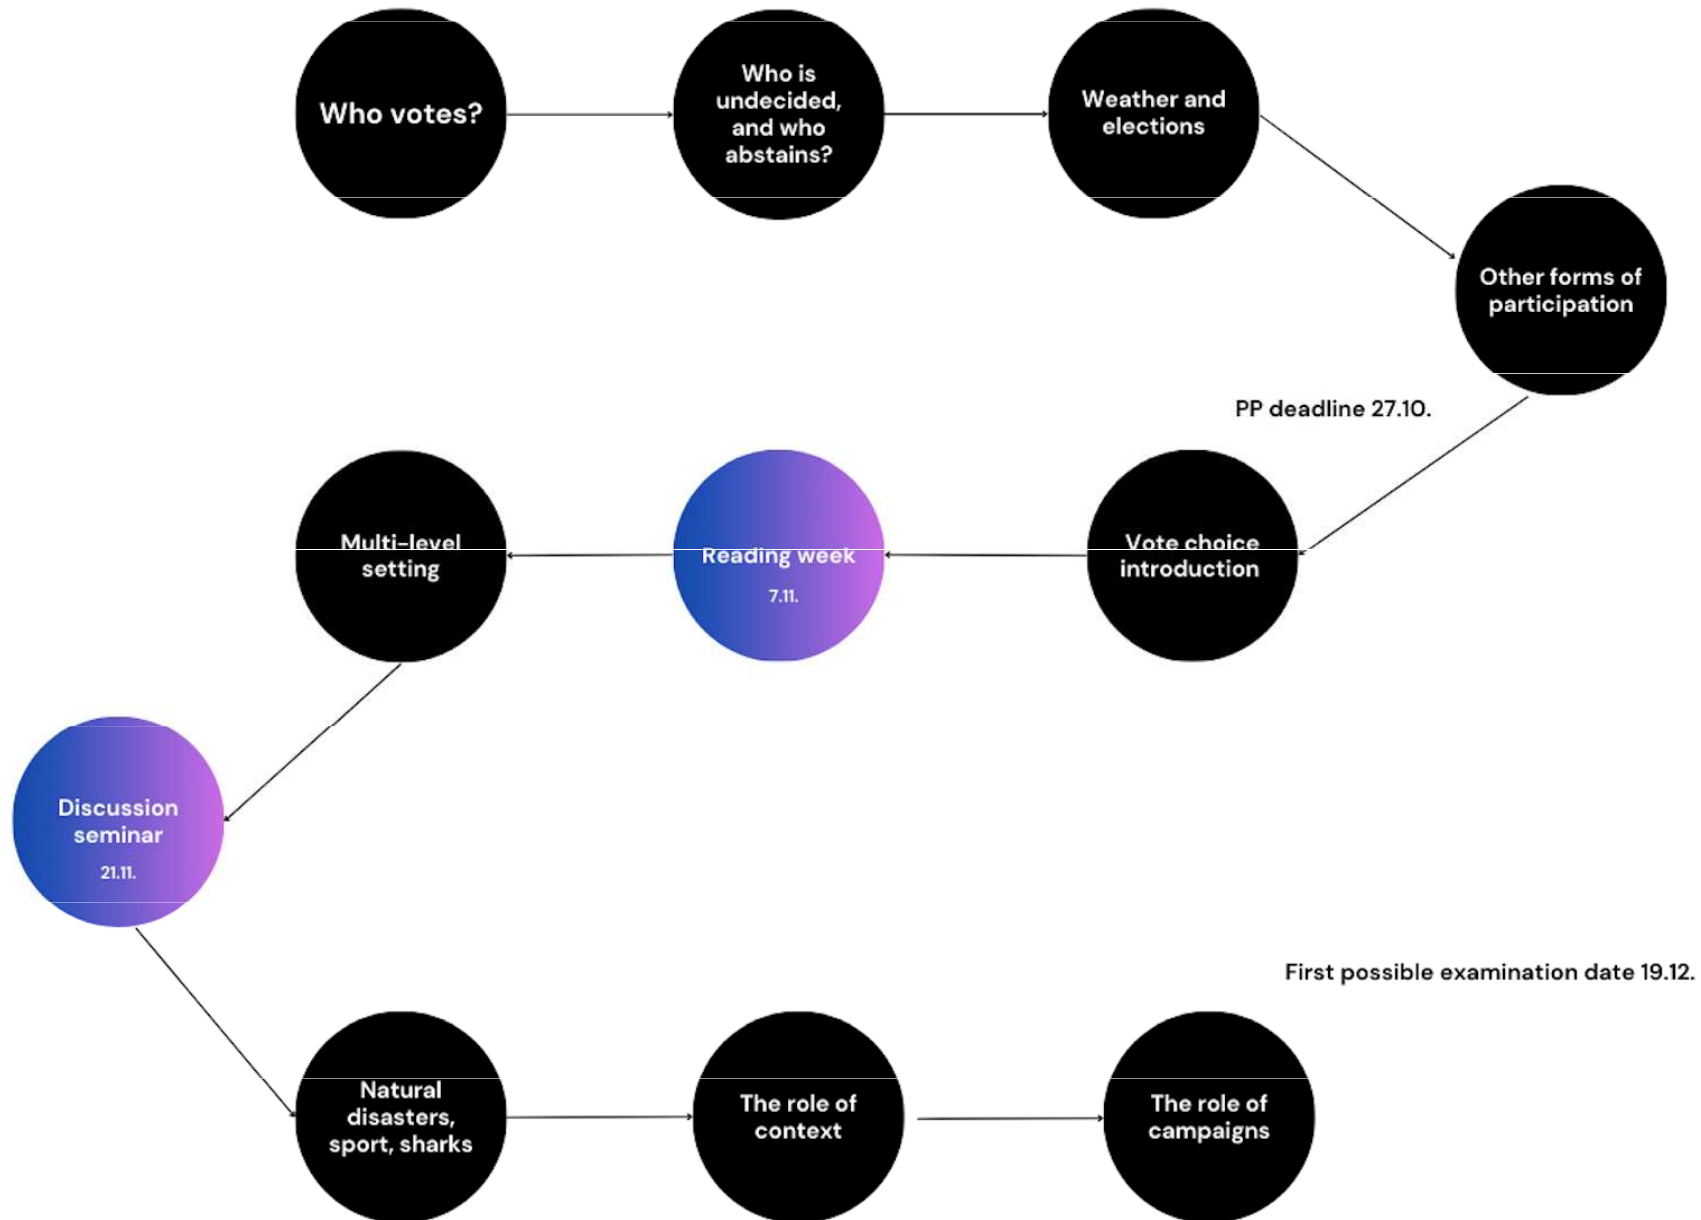 Who votes?
Who is
undecided,
and who
abstains?
Weather and
elections
Other forms of
participation
PP deadline 27.10.
Vote choice
introduction
Reading week
7.11.
Multi-level
setting
Discussion
seminar
21.11.
First possible examination date 19.12.
Natural
disasters,
sport, sharks
The role of
context
The role of
campaigns